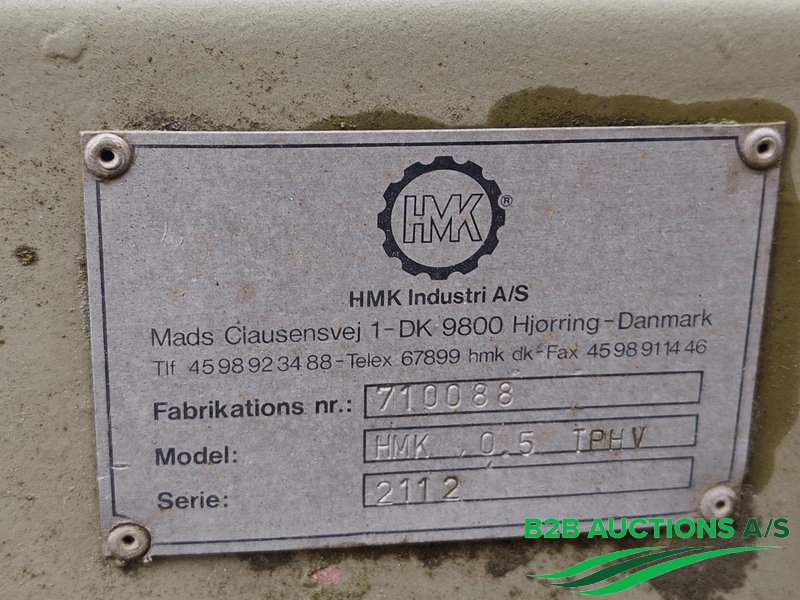 HMK ®
HMK Industri A/S
Mads Clausensvej 1-DK 9800 Hjørring-Danmark
Tlf 45 98 92 34 88-Telex 67899 hmk dk-Fax 45 98 91 14 46
Fabrikations nr.: 710088
Model: HMK 0.5 TPHV
Serie: 2112
B2B AUCTIONS A/S